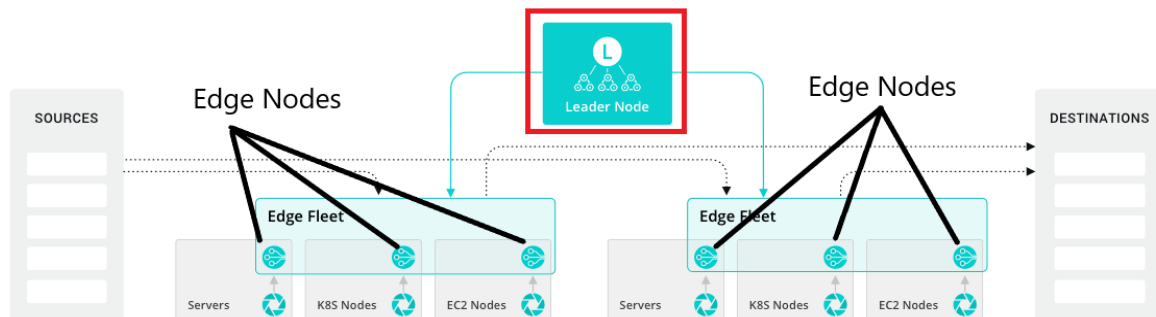 L
Leader Node
Edge Nodes
Edge Nodes
SOURCES
DESTINATIONS
Edge Fleet
Edge Fleet
Servers
K8S Nodes
EC2 Nodes
Servers
K8S Nodes
EC2 Nodes